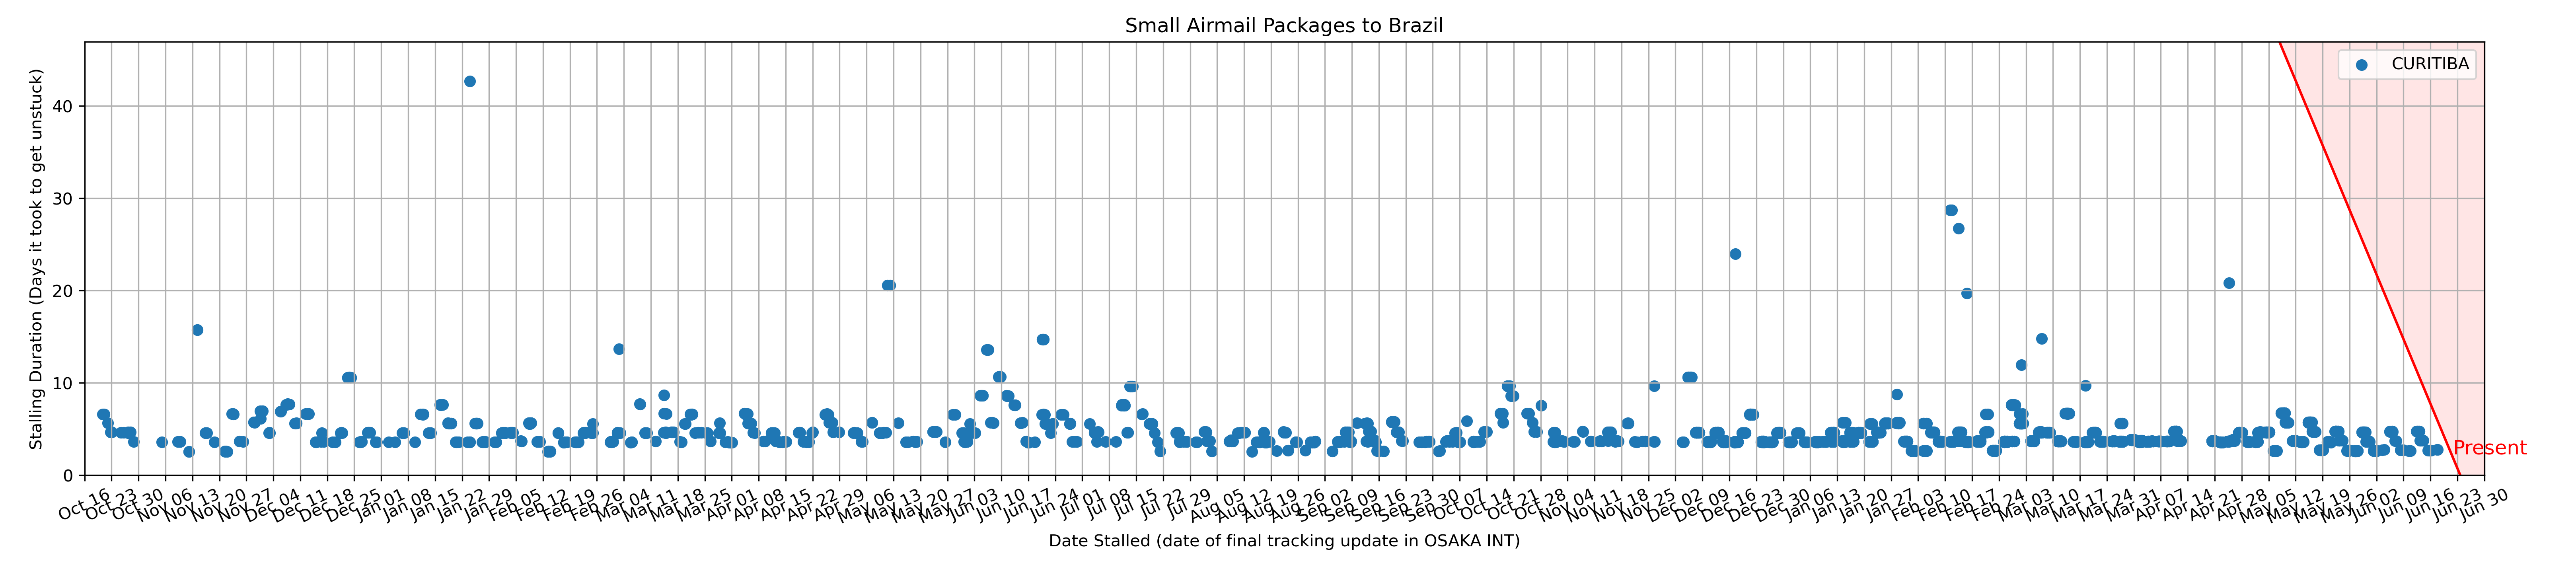 Small Airmail Packages to Brazil
Stalling Duration (Days it took to get unstuck)
40
30
20
10
0
CURITIBA
Present
Oct 16
Oct 23
Oct 30
Nov 06
Nov 13
Nov 20
Nov 27
Dec 04
Dec 11
Dec 18
Dec 25
Jan 01
Jan 08
Jan 15
Jan 22
Jan 29
Feb 05
Feb 12
Feb 19
Feb 26
Mar 04
Mar 11
Mar 18
Mar 25
Apr 01
Apr 08
Apr 15
Apr 22
Apr 29
May 06
May 13
May 20
May 27
Jun 03
Jun 10
Jun 17
Jun 24
Jul 01
Jul 08
Jul 15
Jul 22
Jul 29
Aug 05
Aug 12
Aug 19
Aug 26
Sep 02
Sep 09
Sep 16
Sep 23
Sep 30
Oct 07
Oct 14
Oct 21
Oct 28
Nov 04
Nov 11
Nov 18
Nov 25
Dec 02
Dec 09
Dec 16
Dec 23
Dec 30
Jan 06
Jan 13
Jan 20
Jan 27
Feb 03
Feb 10
Feb 17
Feb 24
Mar 03
Mar 10
Mar 17
Mar 24
Mar 31
Apr 07
Apr 14
Apr 21
Apr 28
May 05
May 12
May 19
May 26
Jun 02
Jun 09
Jun 16
Jun 23
Jun 30
Date Stalled (date of final tracking update in OSAKA INT)